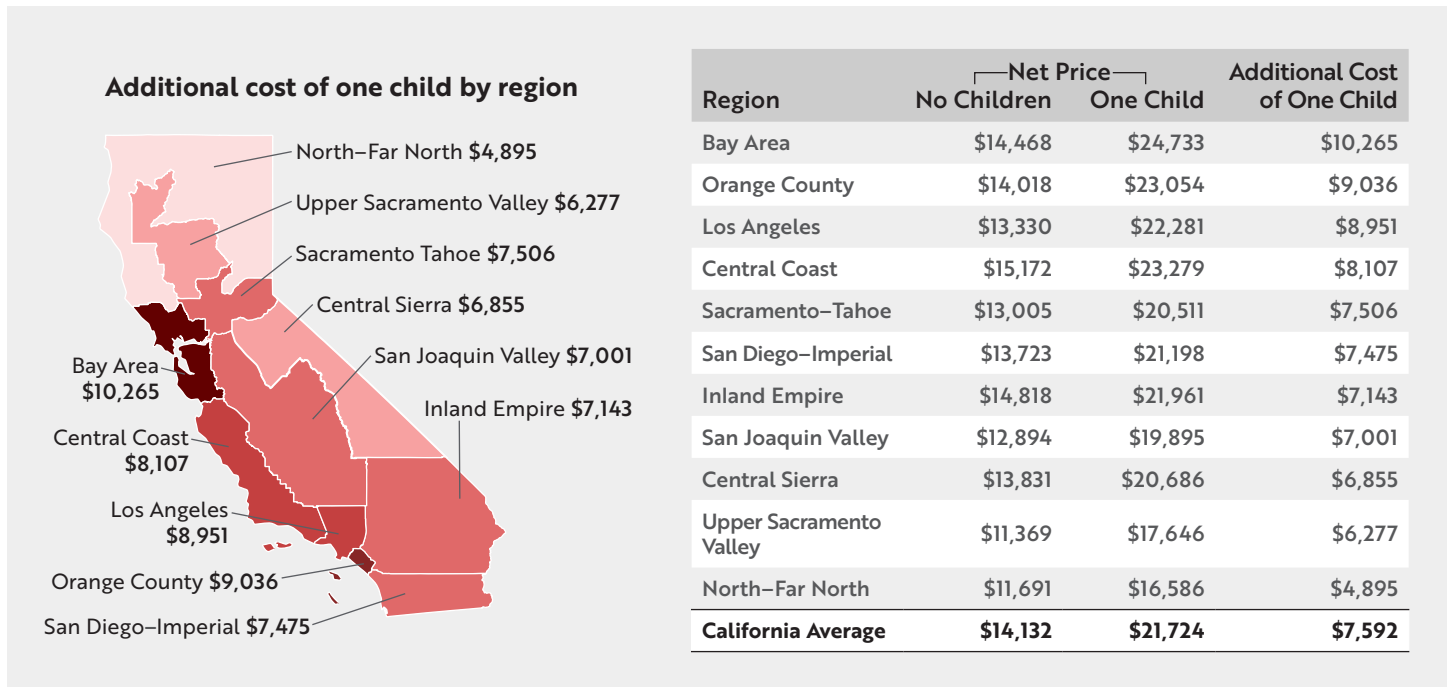 Additional cost of one child by region
North–Far North $4,895
Upper Sacramento Valley $6,277
Sacramento Tahoe $7,506
Central Sierra $6,855
San Joaquin Valley $7,001
Inland Empire $7,143
Bay Area
$10,265
Central Coast
$8,107
Los Angeles
$8,951
Orange County $9,036
San Diego–Imperial $7,475
Net Price Additional Cost
Region No Children One Child of One Child
Bay Area $14,468 $24,733 $10,265
Orange County $14,018 $23,054 $9,036
Los Angeles $13,330 $22,281 $8,951
Central Coast $15,172 $23,279 $8,107
Sacramento–Tahoe $13,005 $20,511 $7,506
San Diego–Imperial $13,723 $21,198 $7,475
Inland Empire $14,818 $21,961 $7,143
San Joaquin Valley $12,894 $19,895 $7,001
Central Sierra $13,831 $20,686 $6,855
Upper Sacramento
Valley $11,369 $17,646 $6,277
North–Far North $11,691 $16,586 $4,895
California Average $14,132 $21,724 $7,592